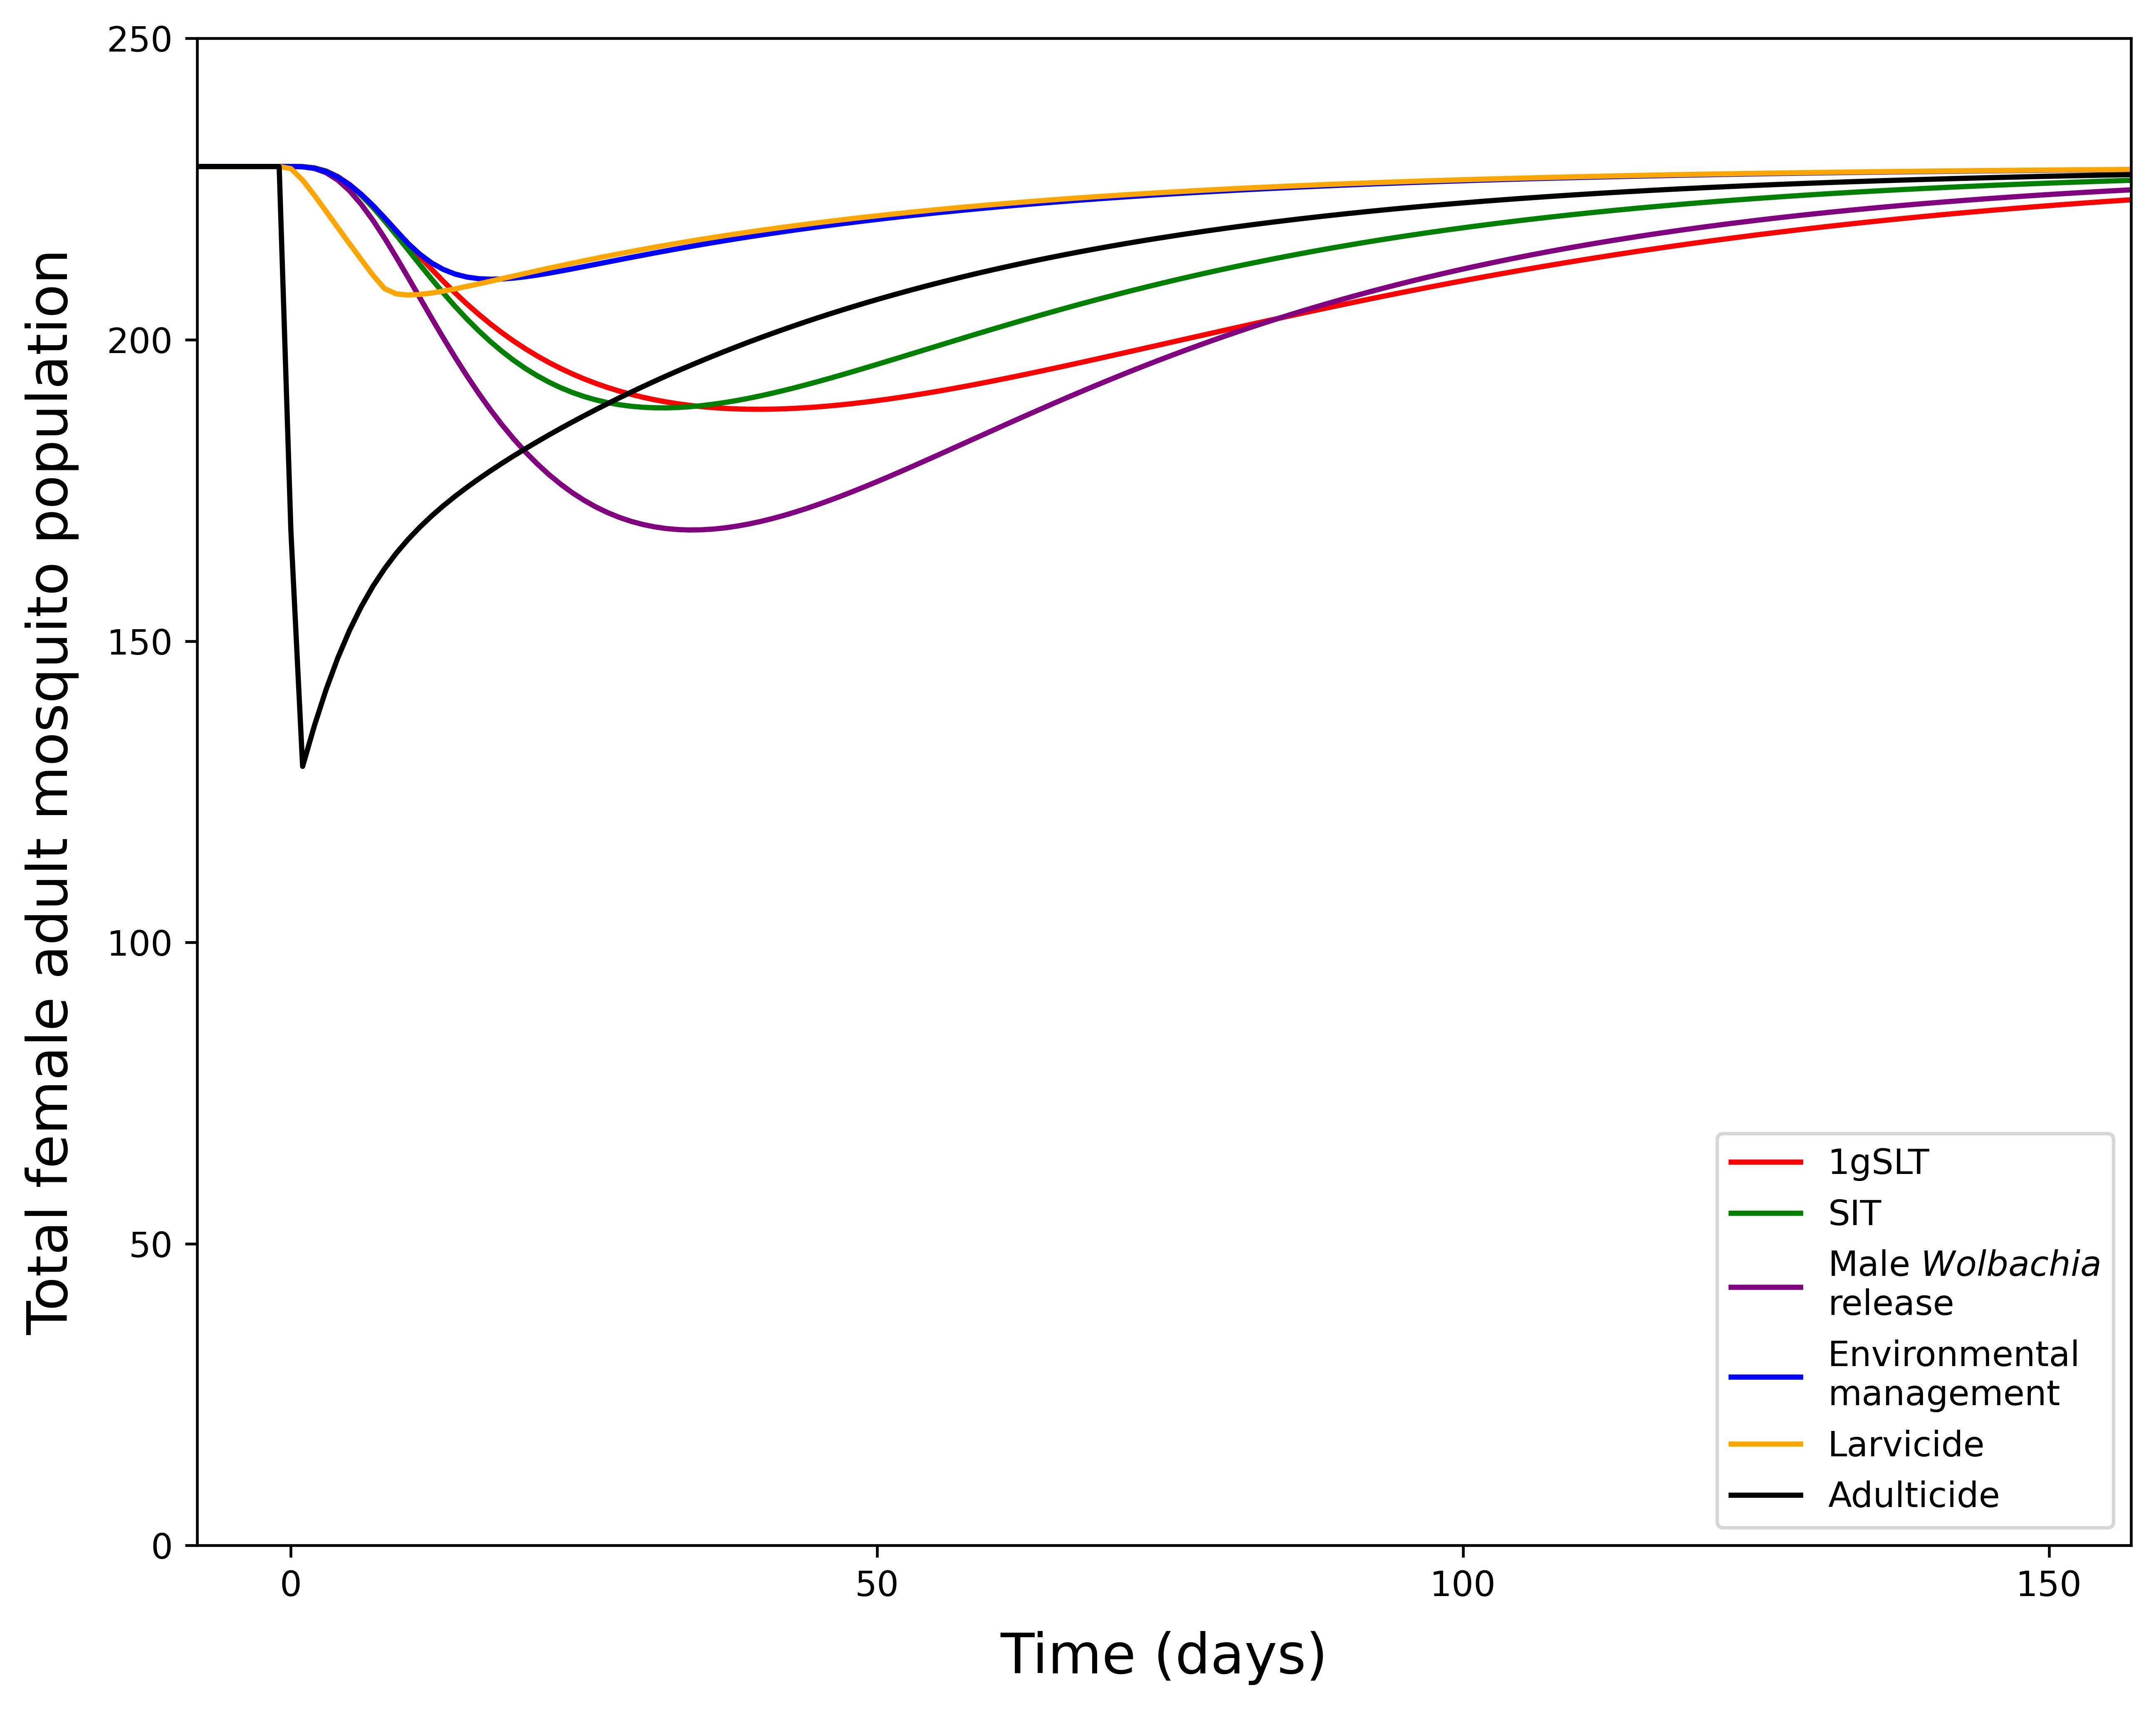 Total female adult mosquito population
250
200
150
100
50
0
0 50 100 150
Time (days)
1gSLT
SIT
Male Wolbachia
release
Environmental
management
Larvicide
Adulticide